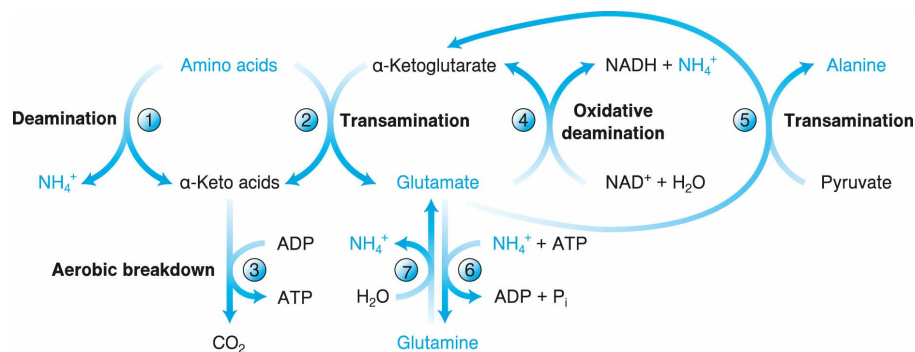 Amino acids
α-Ketoglutarate
NADH + NH₄⁺
Alanine
Deamination
1
2
Transamination
4
Oxidative
deamination
5
Transamination
NH₄⁺
α-Keto acids
Glutamate
NAD⁺ + H₂O
Pyruvate
ADP
NH₄⁺
NH₄⁺ + ATP
Aerobic breakdown
3
7
6
ATP
H₂O
ADP + Pᵢ
CO₂
Glutamine